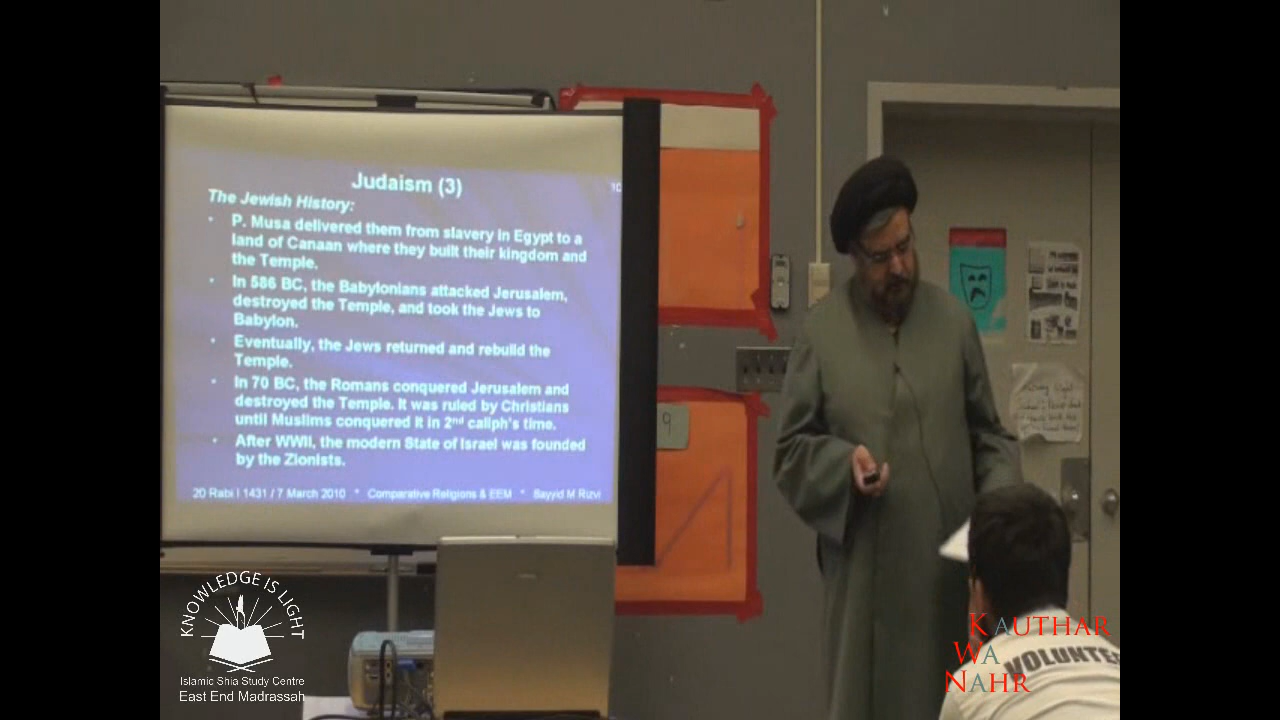 Judaism (3)
10
The Jewish History:
• P. Musa delivered them from slavery in Egypt to a
land of Canaan where they built their kingdom and
the Temple.
• In 586 BC, the Babylonians attacked Jerusalem,
destroyed the Temple, and took the Jews to
Babylon.
• Eventually, the Jews returned and rebuild the
Temple.
• In 70 BC, the Romans conquered Jerusalem and
destroyed the Temple. It was ruled by Christians
until Muslims conquered it in 2nd caliph's time.
• After WWII, the modern State of Israel was founded
by the Zionists.
20 Rabi I 1431 / 7 March 2010 * Comparative Religions & EEM * Sayyid M Rizvi
9
KNOWLEDGE IS LIGHT
Islamic Shia Study Centre
East End Madrassah
VOLUNTE
KAUTHAR
WA
NAHR